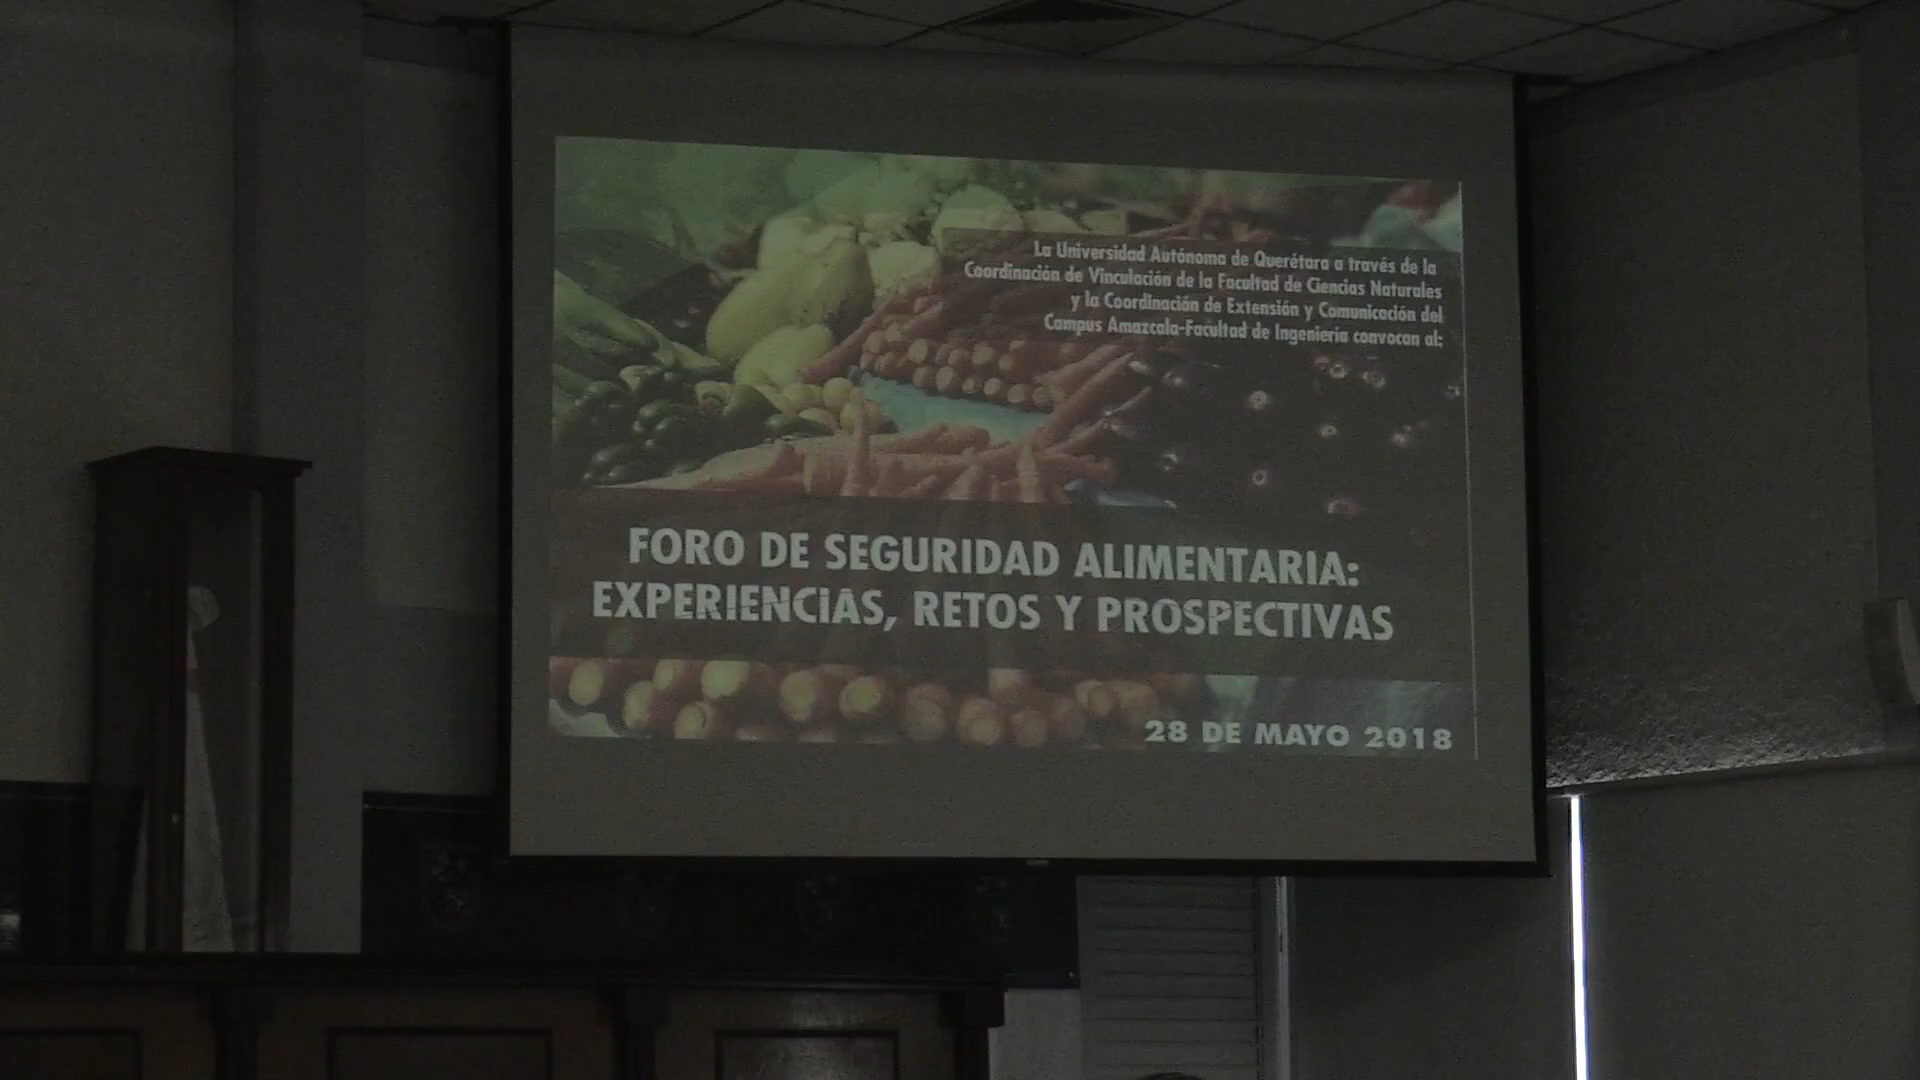 La Universidad Autónoma de Querétaro a través de la
Coordinación de Vinculación de la Facultad de Ciencias Naturales
y la Coordinación de Extensión y Comunicación del
Campus Amazcala-Facultad de Ingeniería convocan al:
FORO DE SEGURIDAD ALIMENTARIA:
EXPERIENCIAS, RETOS Y PROSPECTIVAS
28 DE MAYO 2018